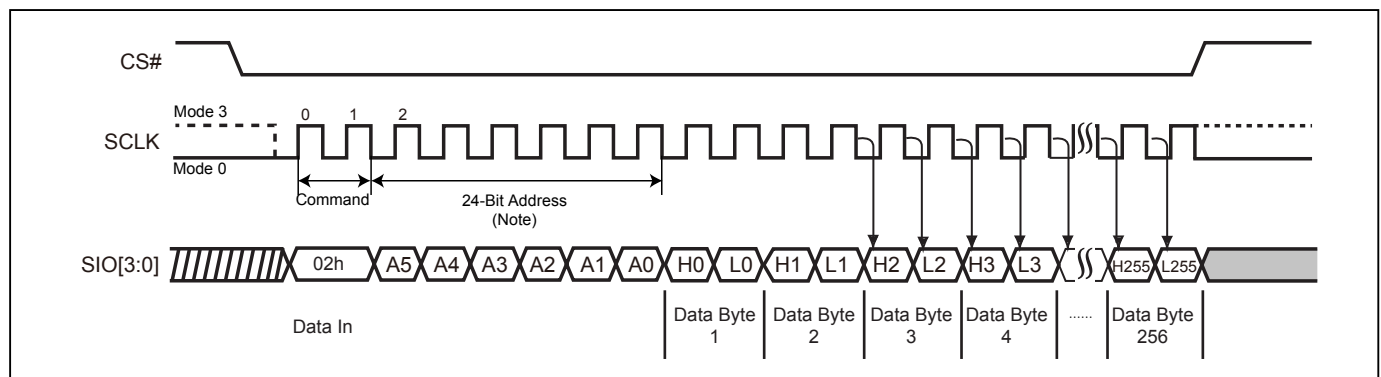 CS#
Mode 3
0 1 2
SCLK
Mode 0
Command
24-Bit Address
(Note)
SIO[3:0]
02h A5 A4 A3 A2 A1 A0 H0 L0 H1 L1 H2 L2 H3 L3 H255 L255
Data In
Data Byte 1
Data Byte 2
Data Byte 3
Data Byte 4
......
Data Byte 256